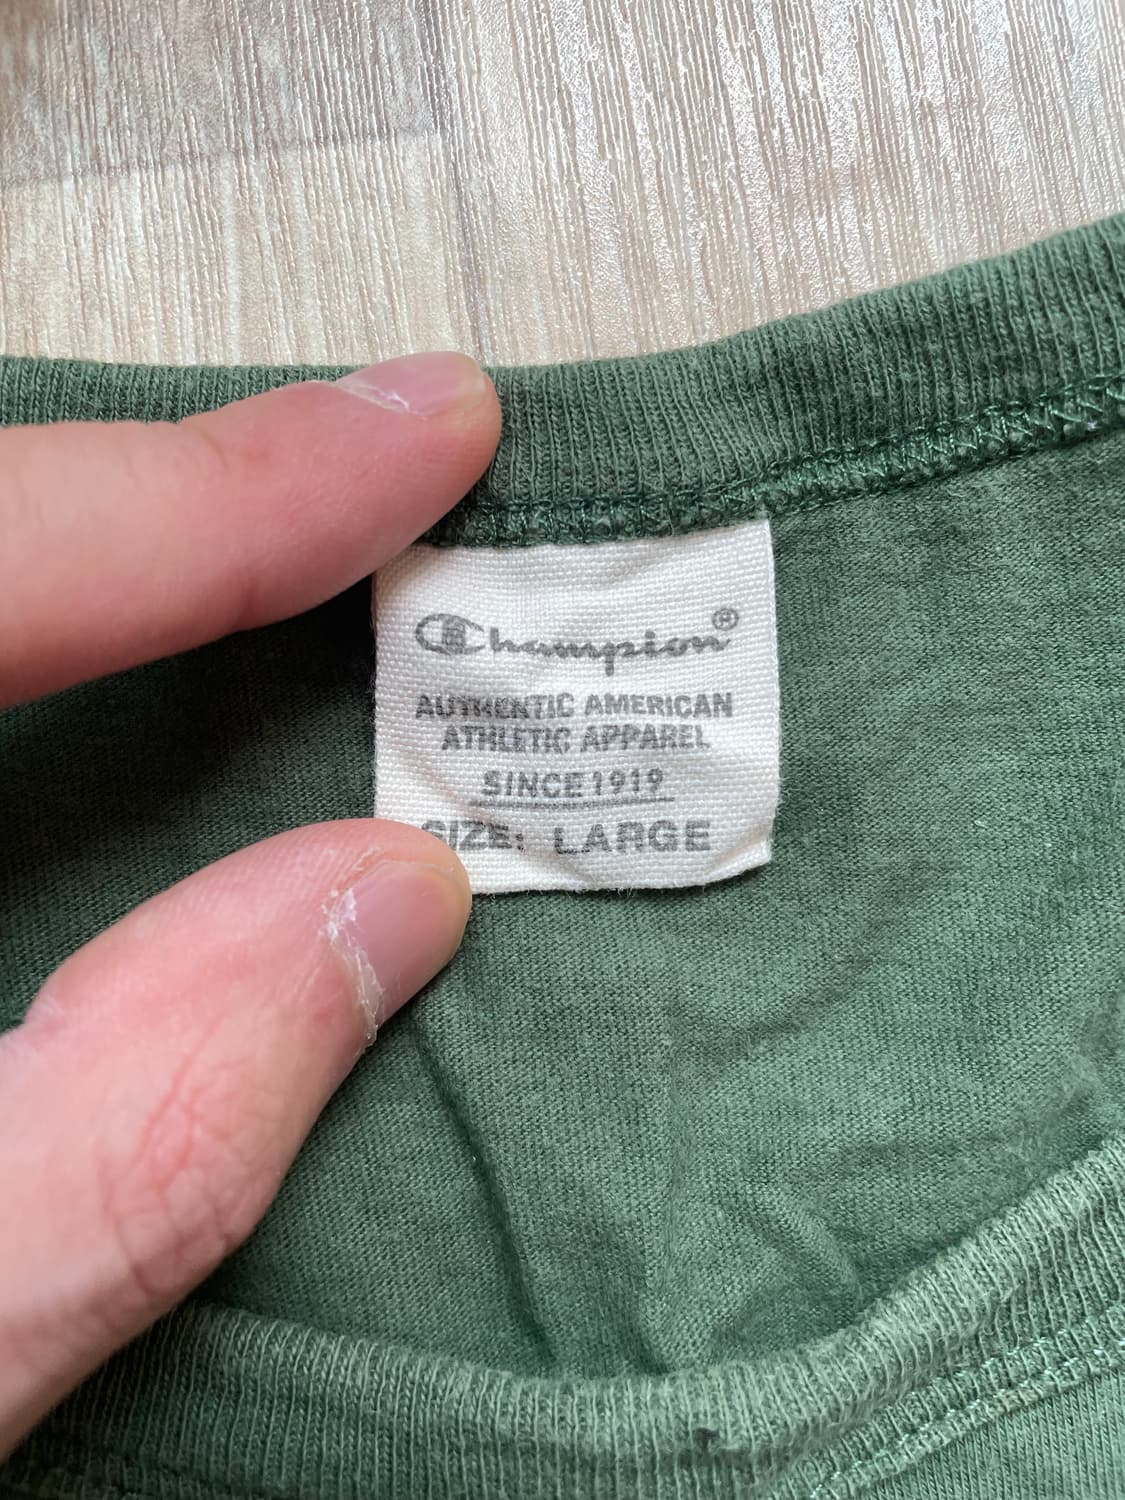 Champion®
AUTHENTIC AMERICAN
ATHLETIC APPAREL
SINCE 1919
SIZE: LARGE